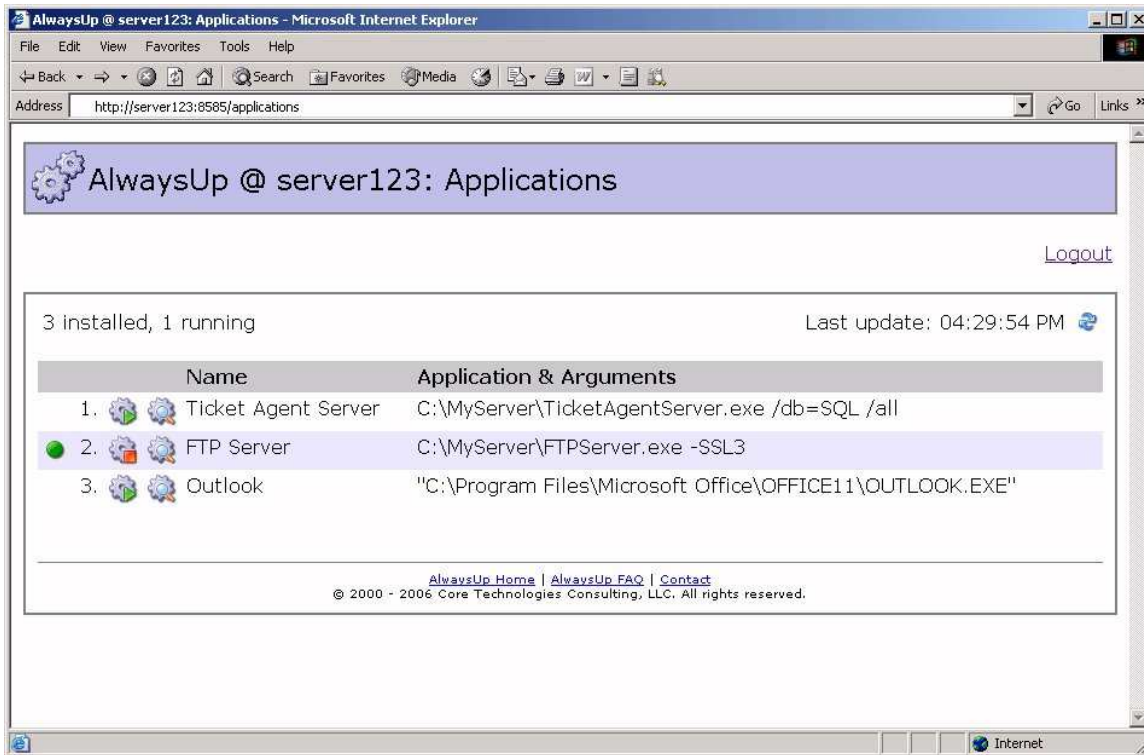 AlwaysUp @ server123: Applications - Microsoft Internet Explorer
File Edit View Favorites Tools Help
Back Search Favorites Media
Address http://server123:8585/applications Go Links »
AlwaysUp @ server123: Applications
Logout
3 installed, 1 running Last update: 04:29:54 PM
Name Application & Arguments
1. Ticket Agent Server C:\MyServer\TicketAgentServer.exe /db=SQL /all
2. FTP Server C:\MyServer\FTPServer.exe -SSL3
3. Outlook "C:\Program Files\Microsoft Office\OFFICE11\OUTLOOK.EXE"
AlwaysUp Home | AlwaysUp FAQ | Contact
© 2000 - 2006 Core Technologies Consulting, LLC. All rights reserved.
Internet